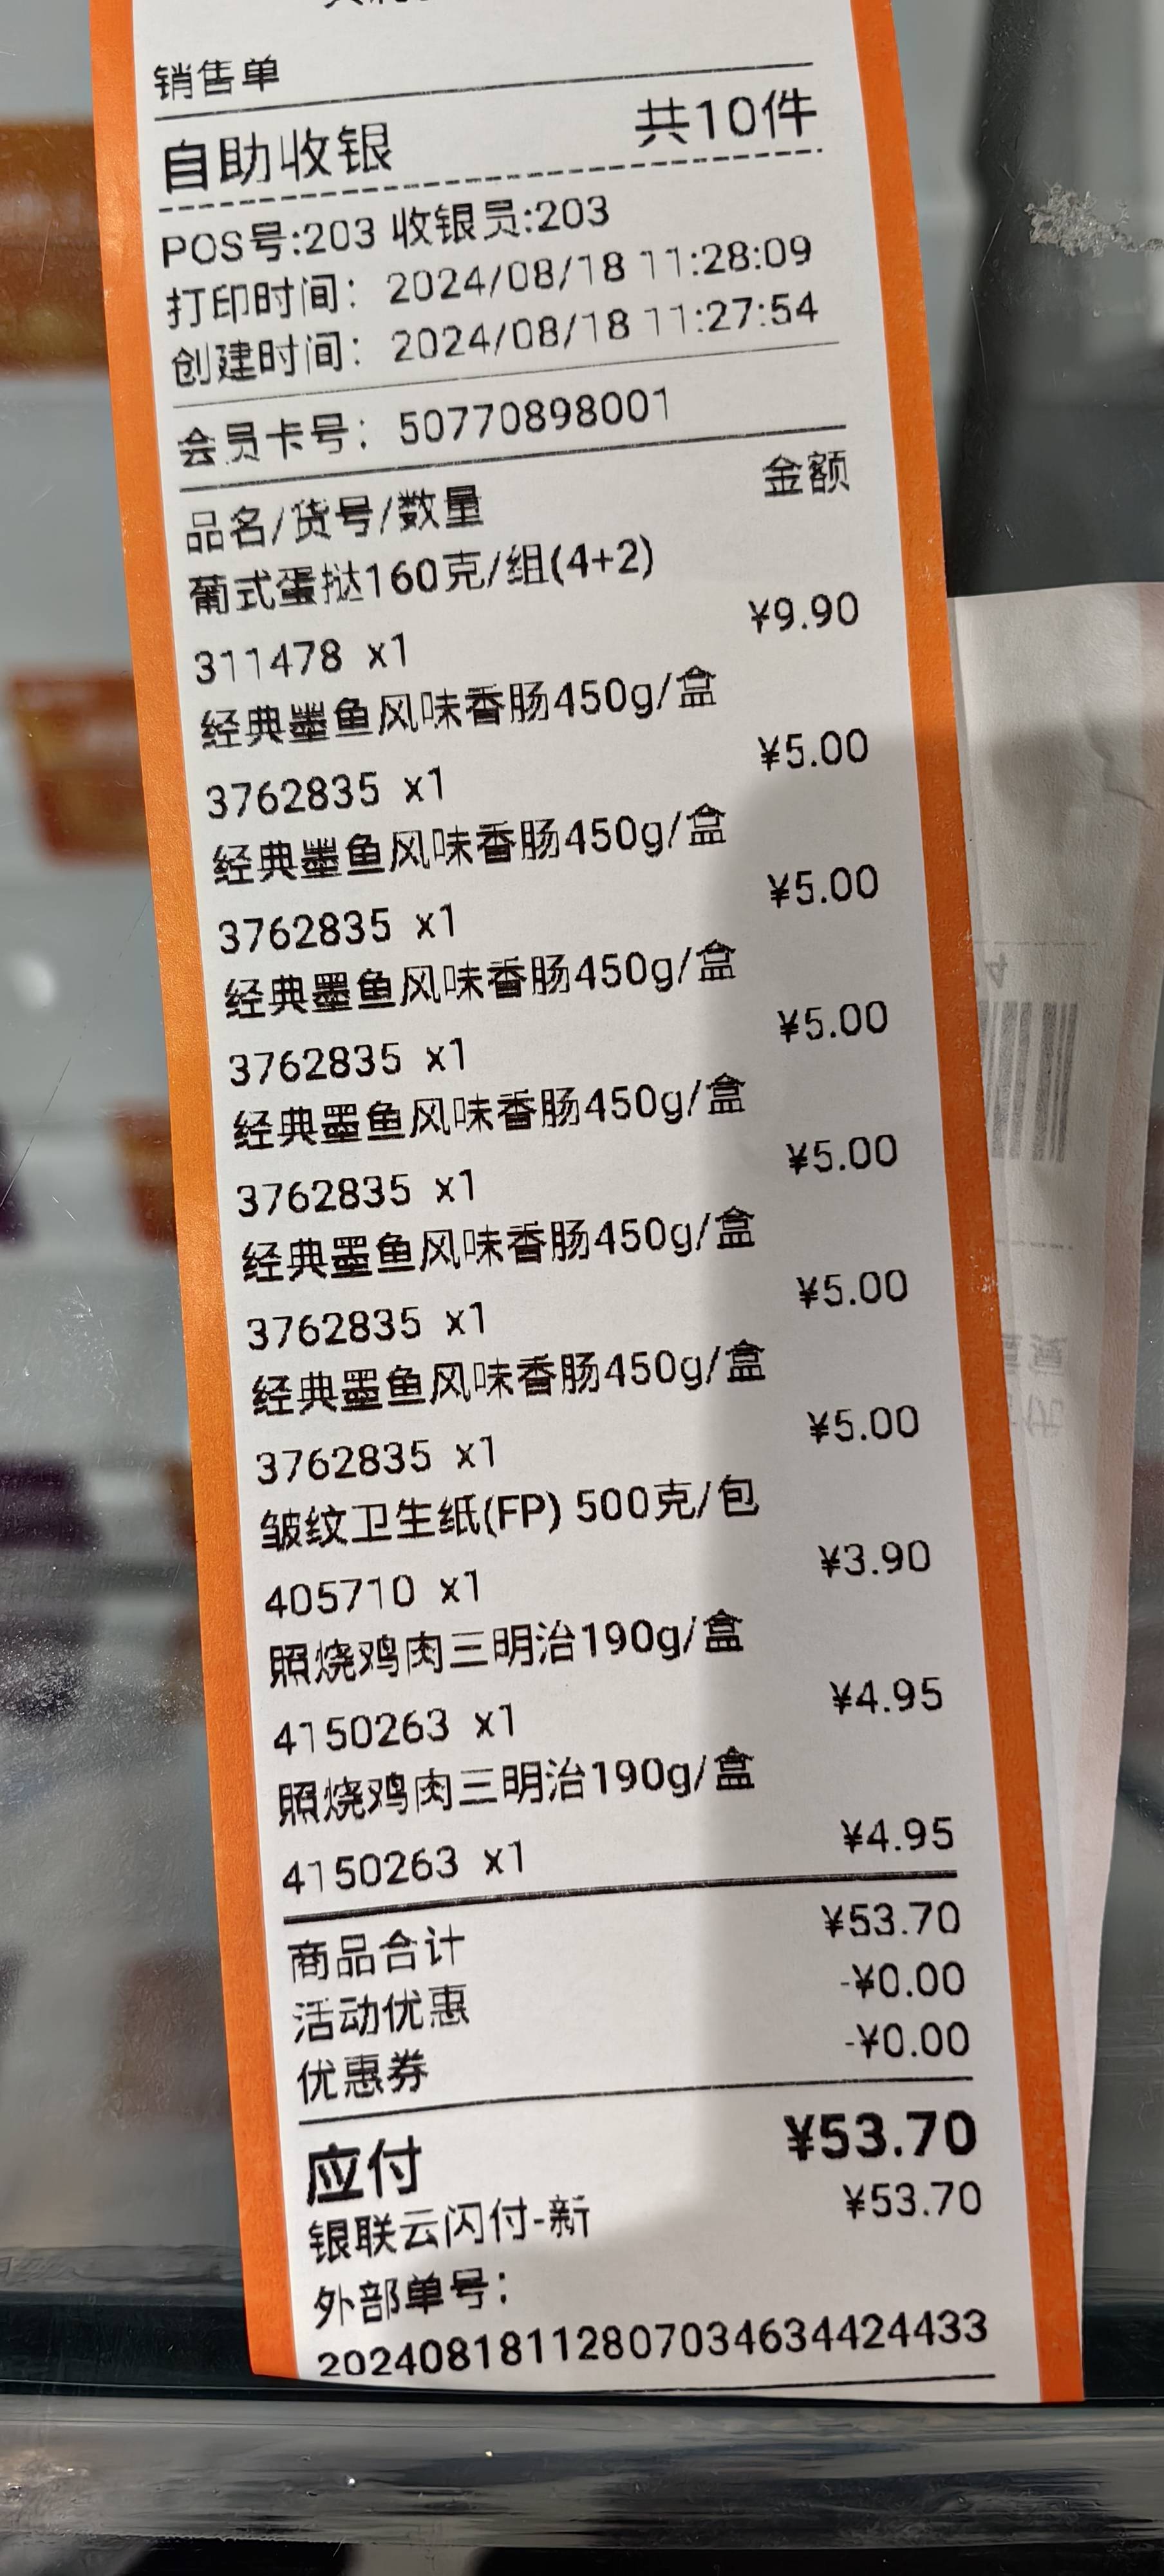 销售单
自助收银 共10件
POS号:203 收银员:203
打印时间: 2024/08/18 11:28:09
创建时间: 2024/08/18 11:27:54
会员卡号: 50770898001
品名/货号/数量 金额
葡式蛋挞160克/组(4+2)
311478 x1 ¥9.90
经典墨鱼风味香肠450g/盒
3762835 x1 ¥5.00
经典墨鱼风味香肠450g/盒
3762835 x1 ¥5.00
经典墨鱼风味香肠450g/盒
3762835 x1 ¥5.00
经典墨鱼风味香肠450g/盒
3762835 x1 ¥5.00
经典墨鱼风味香肠450g/盒
3762835 x1 ¥5.00
经典墨鱼风味香肠450g/盒
3762835 x1 ¥5.00
皱纹卫生纸(FP) 500克/包
405710 x1 ¥3.90
照烧鸡肉三明治190g/盒
4150263 x1 ¥4.95
照烧鸡肉三明治190g/盒
4150263 x1 ¥4.95
商品合计 ¥53.70
活动优惠 -¥0.00
优惠券 -¥0.00
应付 ¥53.70
银联云闪付-新 ¥53.70
外部单号:
20240818112807034634424433